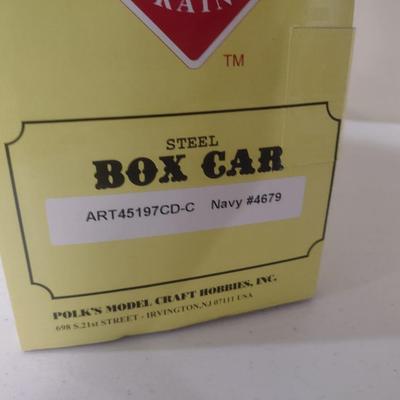 TRAIN
TM
STEEL
BOX CAR
ART45197CD-C Navy #4679
POLK'S MODEL CRAFT HOBBIES, INC.
698 S.21st STREET - IRVINGTON,NJ 07111 USA